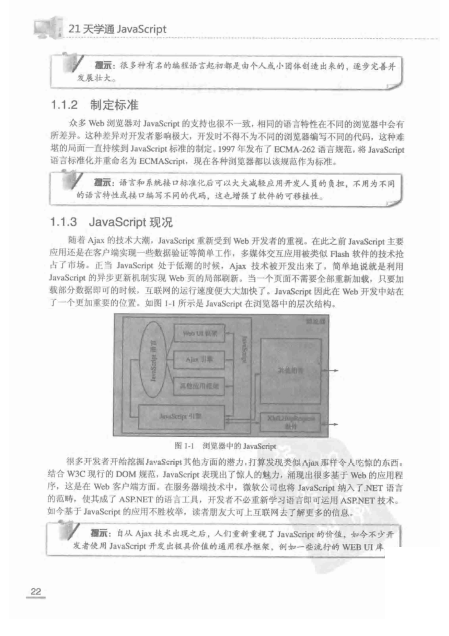 21 天学通 JavaScript
提示：很多种有名的编程语言起初都是由个人或小团体创造出来的，逐步完善并
发展壮大。
1.1.2 制定标准
众多 Web 浏览器对 JavaScript 的支持也很不一致，相同的语言特性在不同的浏览器中会有
所差异。这种差异对开发者影响极大，开发时不得不为不同的浏览器编写不同的代码，这种难
堪的局面一直持续到 JavaScript 标准的制定。1997 年发布了 ECMA-262 语言规范，将 JavaScript
语言标准化并重命名为 ECMAScript，现在各种浏览器都以该规范作为标准。
提示：语言和系统接口标准化后可以大大减轻应用开发人员的负担，不用为不同
的语言特性或接口编写不同的代码，这也增强了软件的可移植性。
1.1.3 JavaScript 现况
随着 Ajax 的技术大潮，JavaScript 重新受到 Web 开发者的重视。在此之前 JavaScript 主要
应用还是在客户端实现一些数据验证等简单工作，多媒体交互应用被类似 Flash 软件的技术抢
占了市场。正当 JavaScript 处于低潮的时候，Ajax 技术被开发出来了。简单地说就是利用
JavaScript 的异步更新机制实现 Web 页的局部刷新。当一个页面不需要全部重新加载，只要加
载部分数据即可的时候，互联网的运行速度便大大加快了。JavaScript 因此在 Web 开发中站在
了一个更加重要的位置。如图 1-1 所示是 JavaScript 在浏览器中的层次结构。
浏览器
Web UI 框架
Ajax 引擎
其他应用框架
JavaScript 引擎
JavaScript
XMLHttpRequest
组件
图 1-1 浏览器中的 JavaScript
很多开发者开始挖掘 JavaScript 其他方面的潜力，打算发现类似 Ajax 那样令人吃惊的东西。
结合 W3C 现行的 DOM 规范，JavaScript 表现出了惊人的魅力，涌现出很多基于 Web 的应用程
序，这是在 Web 客户端方面。在服务器端技术中，微软公司也将 JavaScript 纳入了.NET 语言
的范畴，使其成了 ASP.NET 的语言工具，开发者不必重新学习语言即可运用 ASP.NET 技术。
如今基于 JavaScript 的应用不胜枚举，读者朋友大可上互联网去了解更多的信息。
提示：自从 Ajax 技术出现之后，人们重新重视了 JavaScript 的价值，如今不少开
发者使用 JavaScript 开发出极具价值的通用程序框架，例如一些流行的 WEB UI 库
22